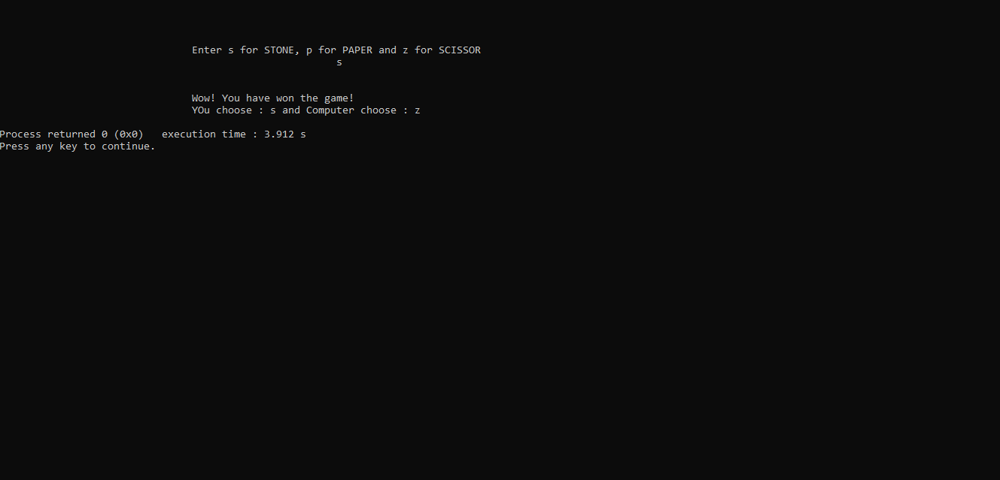 Enter s for STONE, p for PAPER and z for SCISSOR
s
Wow! You have won the game!
YOu choose : s and Computer choose : z
Process returned 0 (0x0)   execution time : 3.912 s
Press any key to continue.